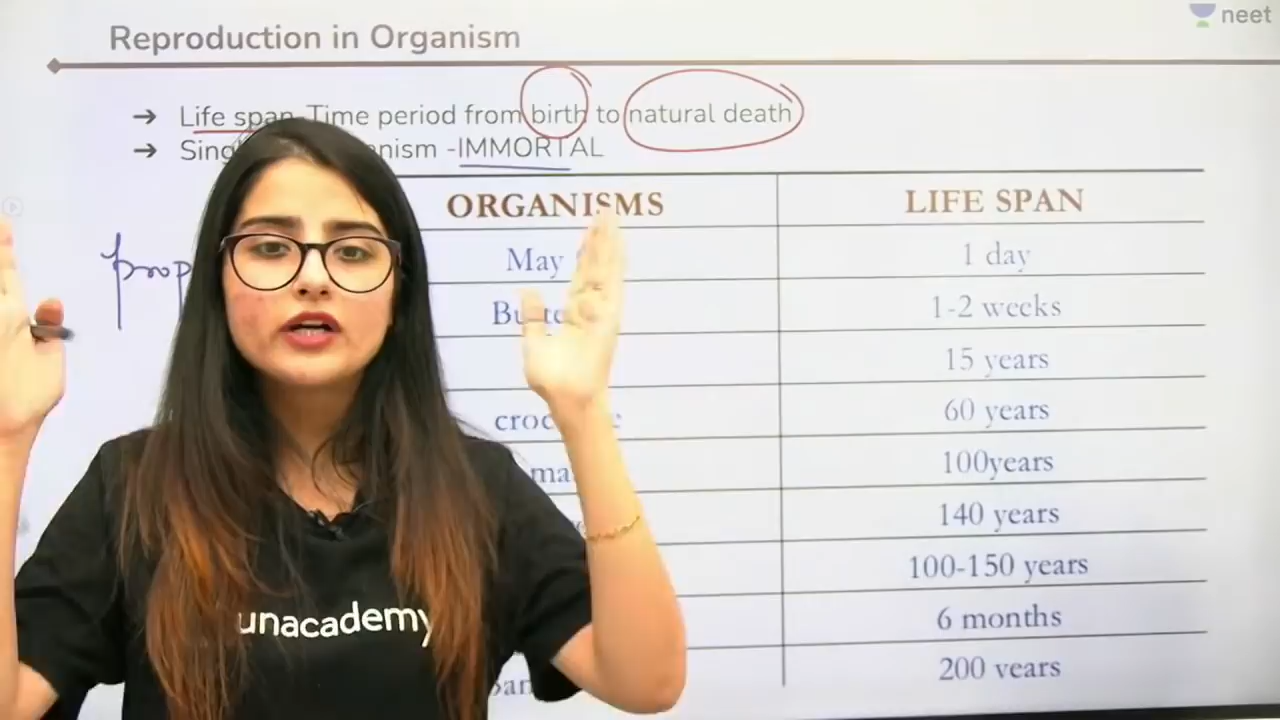 neet
Reproduction in Organism
➔ Life span-Time period from birth to natural death
➔ -IMMORTAL
ORGANISMS LIFE SPAN
May 1 day
1-2 weeks
15 years
60 years
100years
140 years
100-150 years
6 months
200 years
unacademy